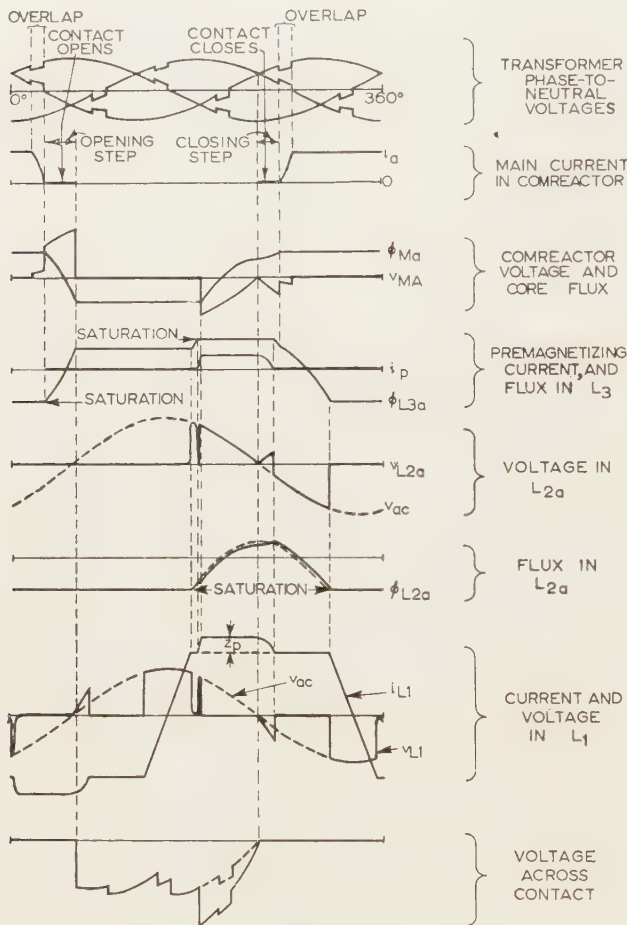 OVERLAP
OVERLAP
CONTACT
OPENS
CONTACT
CLOSES
0°
360°
TRANSFORMER
PHASE-TO-
NEUTRAL
VOLTAGES
OPENING
STEP
CLOSING
STEP
ia
0
MAIN CURRENT
IN COMREACTOR
ϕMa
vMA
COMREACTOR
VOLTAGE AND
CORE FLUX
SATURATION
ip
SATURATION
ϕL3a
PREMAGNETIZING
CURRENT, AND
FLUX IN L3
vL2a
vac
VOLTAGE IN
L2a
SATURATION
ϕL2a
FLUX IN
L2a
Zp
vac
iL1
vL1
CURRENT AND
VOLTAGE
IN L1
VOLTAGE
ACROSS
CONTACT